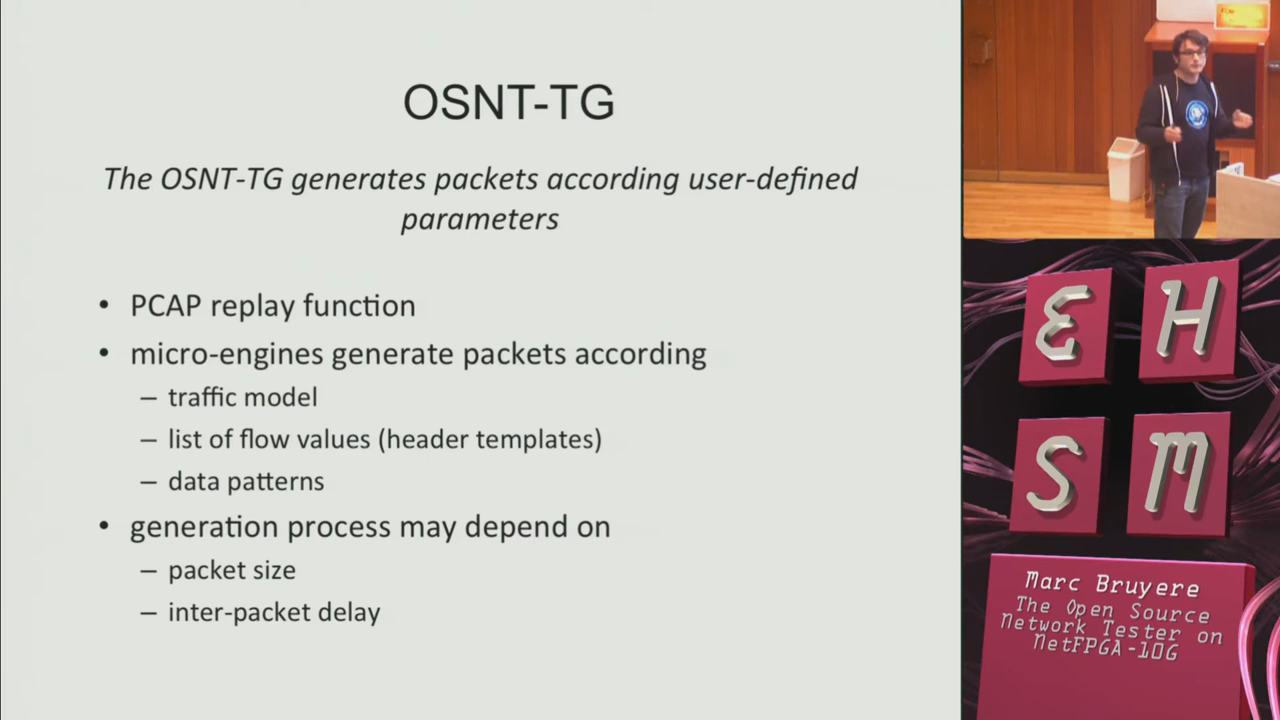 OSNT-TG
The OSNT-TG generates packets according user-defined
parameters
• PCAP replay function
• micro-engines generate packets according
– traffic model
– list of flow values (header templates)
– data patterns
• generation process may depend on
– packet size
– inter-packet delay
E H
S M
Marc Bruyere
The Open Source
Network Tester on
NetFPGA-10G